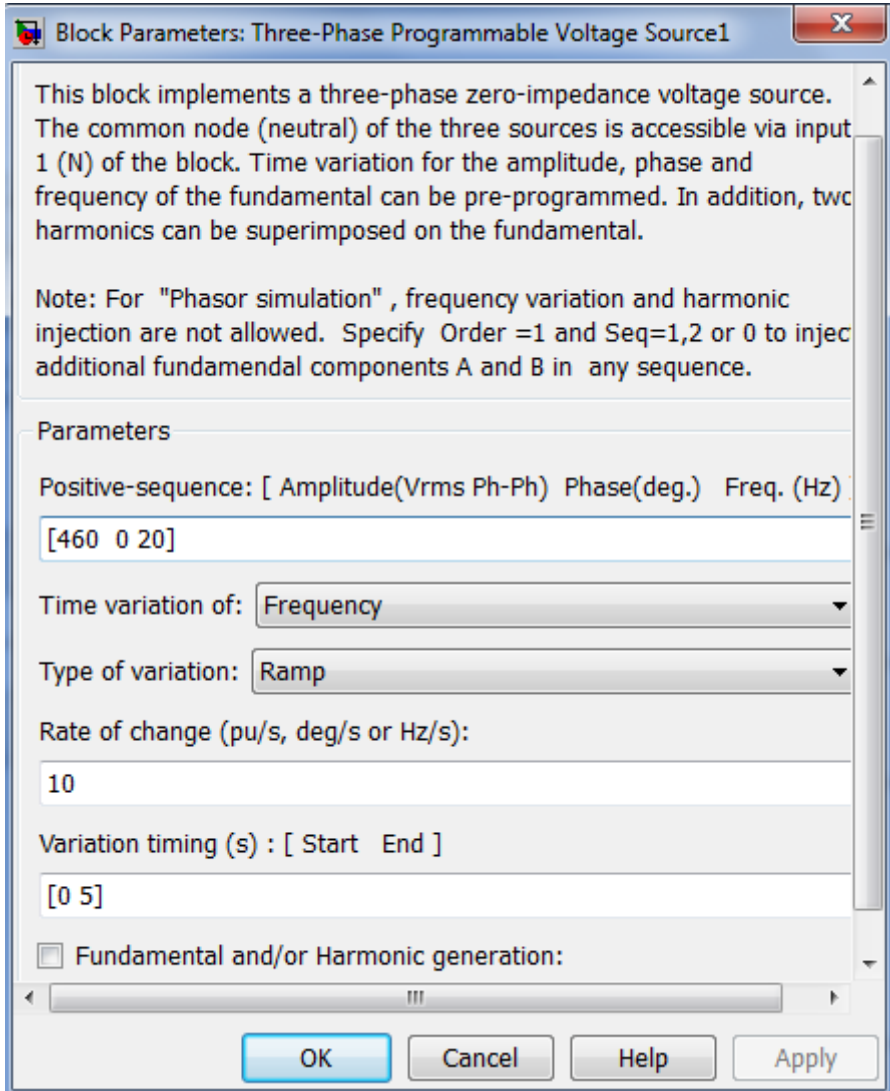 Block Parameters: Three-Phase Programmable Voltage Source1
This block implements a three-phase zero-impedance voltage source.
The common node (neutral) of the three sources is accessible via input
1 (N) of the block. Time variation for the amplitude, phase and
frequency of the fundamental can be pre-programmed. In addition, two
harmonics can be superimposed on the fundamental.
Note: For "Phasor simulation" , frequency variation and harmonic
injection are not allowed. Specify Order =1 and Seq=1,2 or 0 to injec
additional fundamendal components A and B in any sequence.
Parameters
Positive-sequence: [ Amplitude(Vrms Ph-Ph) Phase(deg.) Freq. (Hz) ]
[460 0 20]
Time variation of: Frequency
Type of variation: Ramp
Rate of change (pu/s, deg/s or Hz/s):
10
Variation timing (s) : [ Start End ]
[0 5]
Fundamental and/or Harmonic generation:
OK Cancel Help Apply